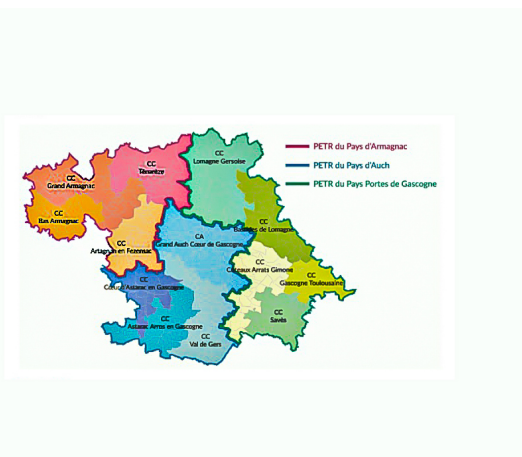 PETR du Pays d'Armagnac
PETR du Pays d'Auch
PETR du Pays Portes de Gascogne
CC
Lomagne Gersoise
CC
Ténarèze
CC
Grand Armagnac
CC
Bas Armagnac
CC
Bastides de Lomagne
CA
Grand Auch Cœur de Gascogne
CC
Artagnan en Fezensac
CC
Coteaux Arrats Gimone
CC
Gascogne Toulousaine
CC
Cœur d'Astarac en Gascogne
CC
Savès
CC
Astarac Arros en Gascogne
CC
Val de Gers